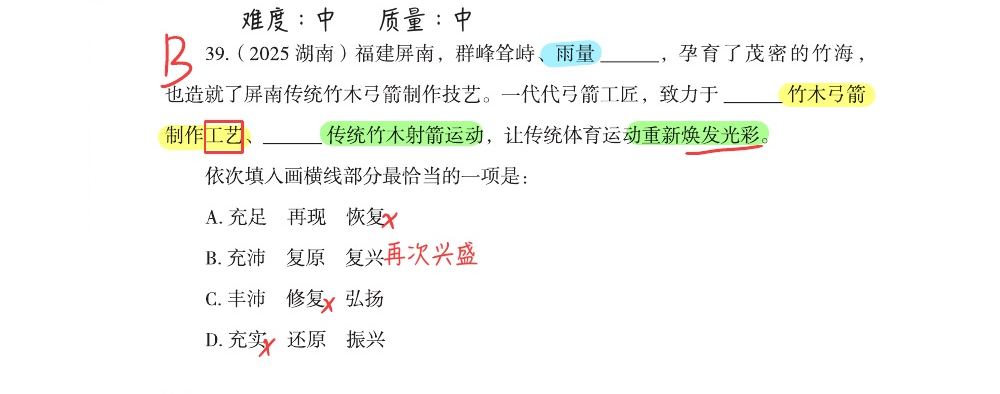 难度：中 质量：中
B 39.（2025 湖南）福建屏南，群峰耸峙、雨量______，孕育了茂密的竹海，
也造就了屏南传统竹木弓箭制作技艺。一代代弓箭工匠，致力于______竹木弓箭
制作工艺、______传统竹木射箭运动，让传统体育运动重新焕发光彩。
依次填入画横线部分最恰当的一项是：
A. 充足 再现 恢复×
B. 充沛 复原 复兴 再次兴盛
C. 丰沛 修复× 弘扬
D. 充实× 还原 振兴